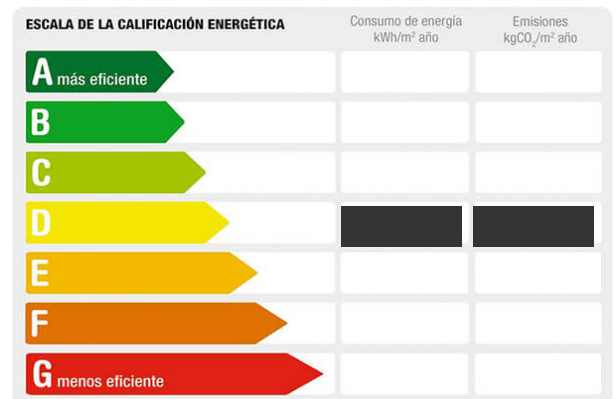 ESCALA DE LA CALIFICACIÓN ENERGÉTICA
Consumo de energía
kWh/m² año
Emisiones
kgCO₂/m² año
A más eficiente
B
C
D
E
F
G menos eficiente